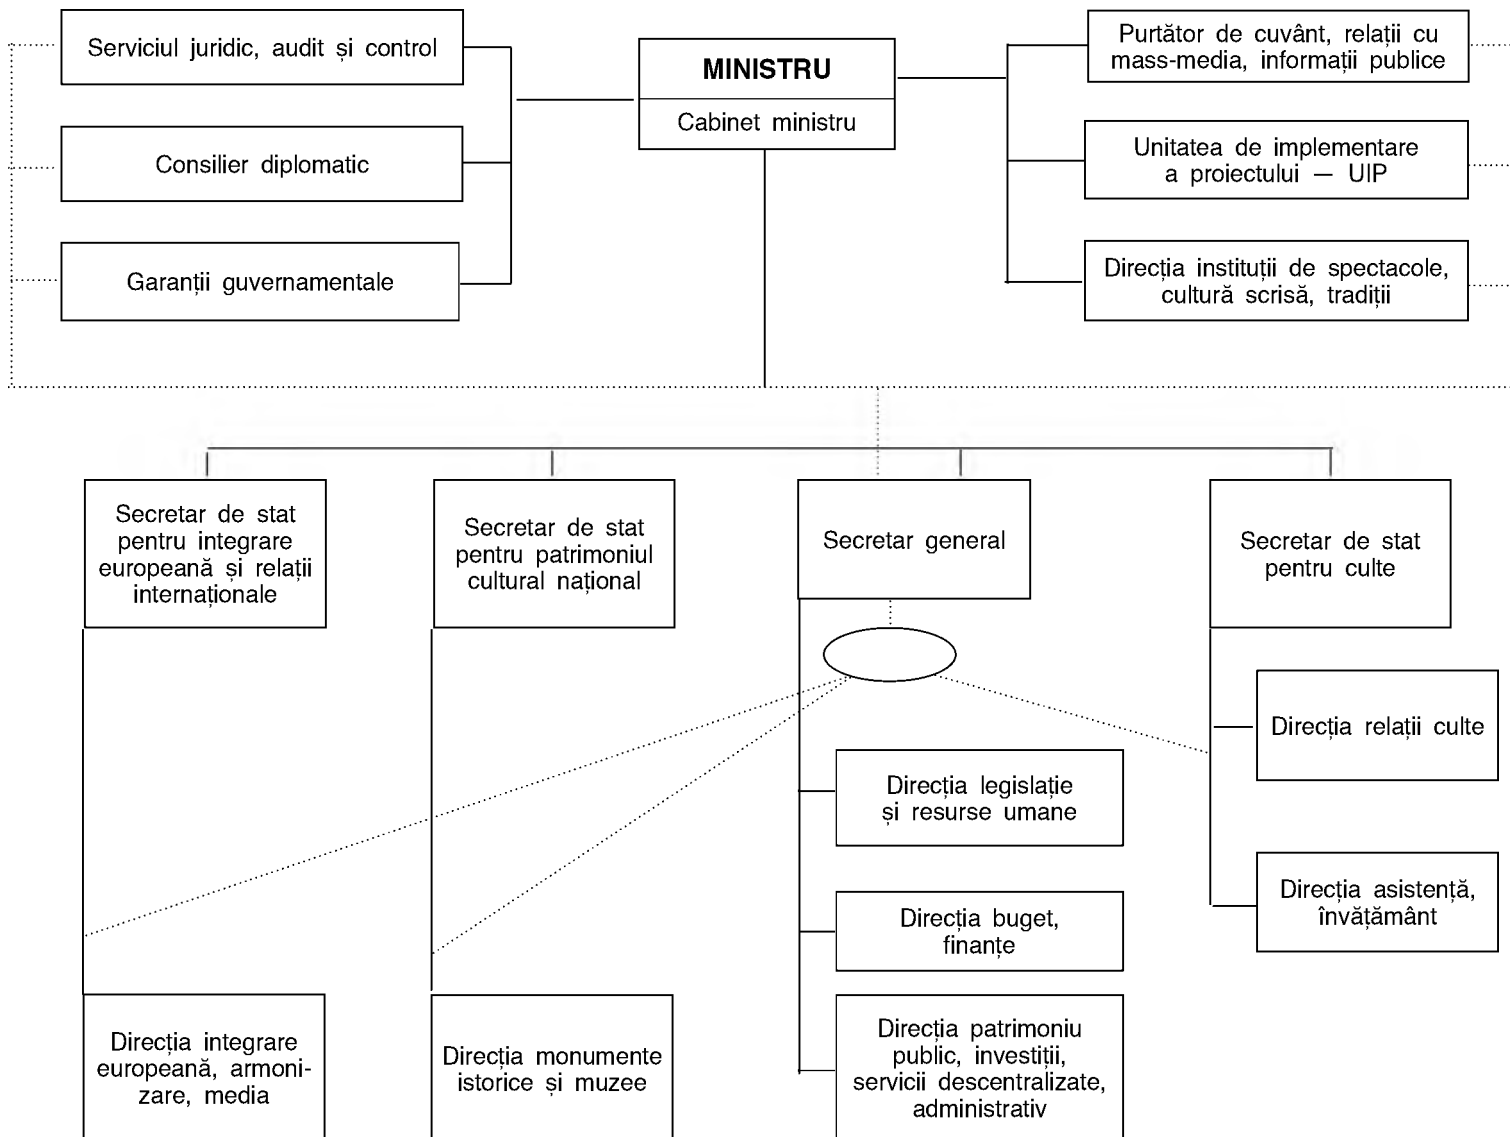 Serviciul juridic, audit și control
Consilier diplomatic
Garanții guvernamentale
MINISTRU
Cabinet ministru
Purtător de cuvânt, relații cu
mass-media, informații publice
Unitatea de implementare
a proiectului — UIP
Direcția instituții de spectacole,
cultură scrisă, tradiții
Secretar de stat
pentru integrare
europeană și relații
internaționale
Secretar de stat
pentru patrimoniul
cultural național
Secretar general
Secretar de stat
pentru culte
Direcția relații culte
Direcția asistență,
învățământ
Direcția legislație
și resurse umane
Direcția buget,
finanțe
Direcția integrare
europeană, armoni-
zare, media
Direcția monumente
istorice și muzee
Direcția patrimoniu
public, investiții,
servicii descentralizate,
administrativ